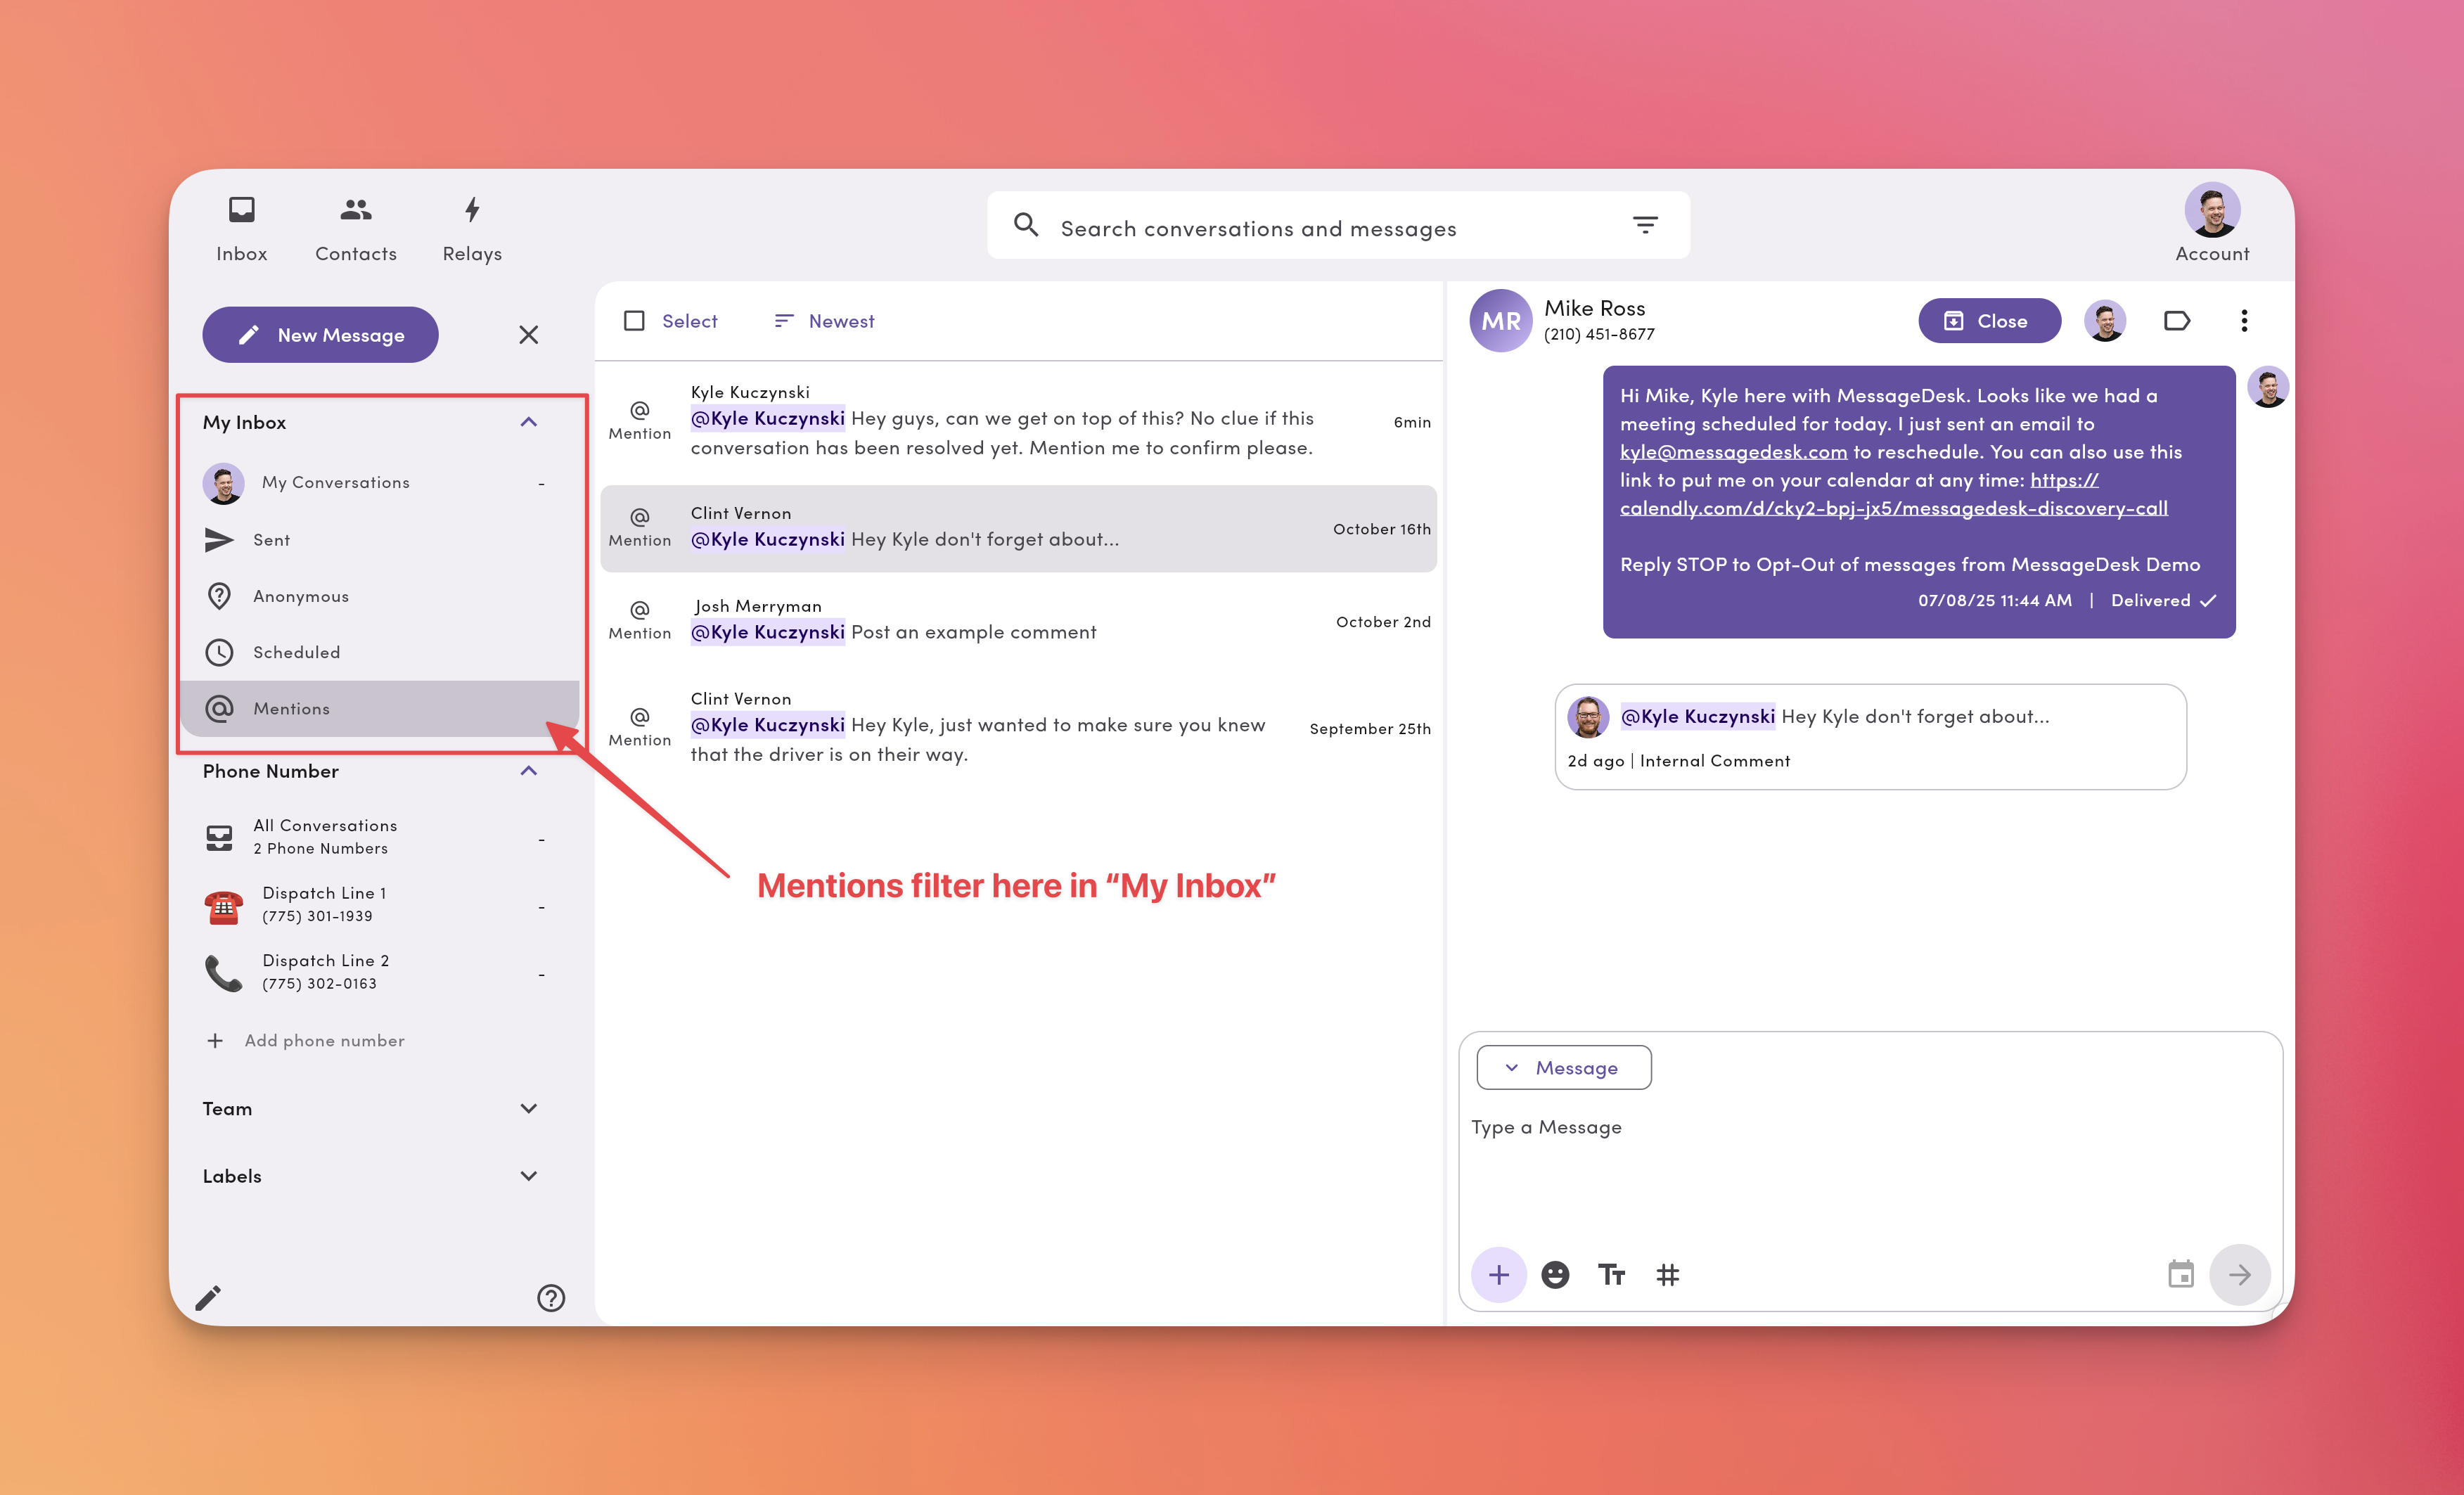 Inbox
Contacts
Relays
Search conversations and messages
Account
New Message
My Inbox
My Conversations
-
Sent
Anonymous
Scheduled
Mentions
Phone Number
All Conversations
2 Phone Numbers
-
Dispatch Line 1
(775) 301-1939
-
Dispatch Line 2
(775) 302-0163
-
Add phone number
Team
Labels
Select
Newest
Mention
Kyle Kuczynski
@Kyle Kuczynski Hey guys, can we get on top of this? No clue if this
conversation has been resolved yet. Mention me to confirm please.
6min
Mention
Clint Vernon
@Kyle Kuczynski Hey Kyle don't forget about...
October 16th
Mention
Josh Merryman
@Kyle Kuczynski Post an example comment
October 2nd
Mention
Clint Vernon
@Kyle Kuczynski Hey Kyle, just wanted to make sure you knew
that the driver is on their way.
September 25th
Mentions filter here in “My Inbox”
MR
Mike Ross
(210) 451-8677
Close
Hi Mike, Kyle here with MessageDesk. Looks like we had a
meeting scheduled for today. I just sent an email to
kyle@messagedesk.com to reschedule. You can also use this
link to put me on your calendar at any time: https://
calendly.com/d/cky2-bpj-jx5/messagedesk-discovery-call
Reply STOP to Opt-Out of messages from MessageDesk Demo
07/08/25 11:44 AM | Delivered
@Kyle Kuczynski Hey Kyle don't forget about...
2d ago | Internal Comment
Message
Type a Message